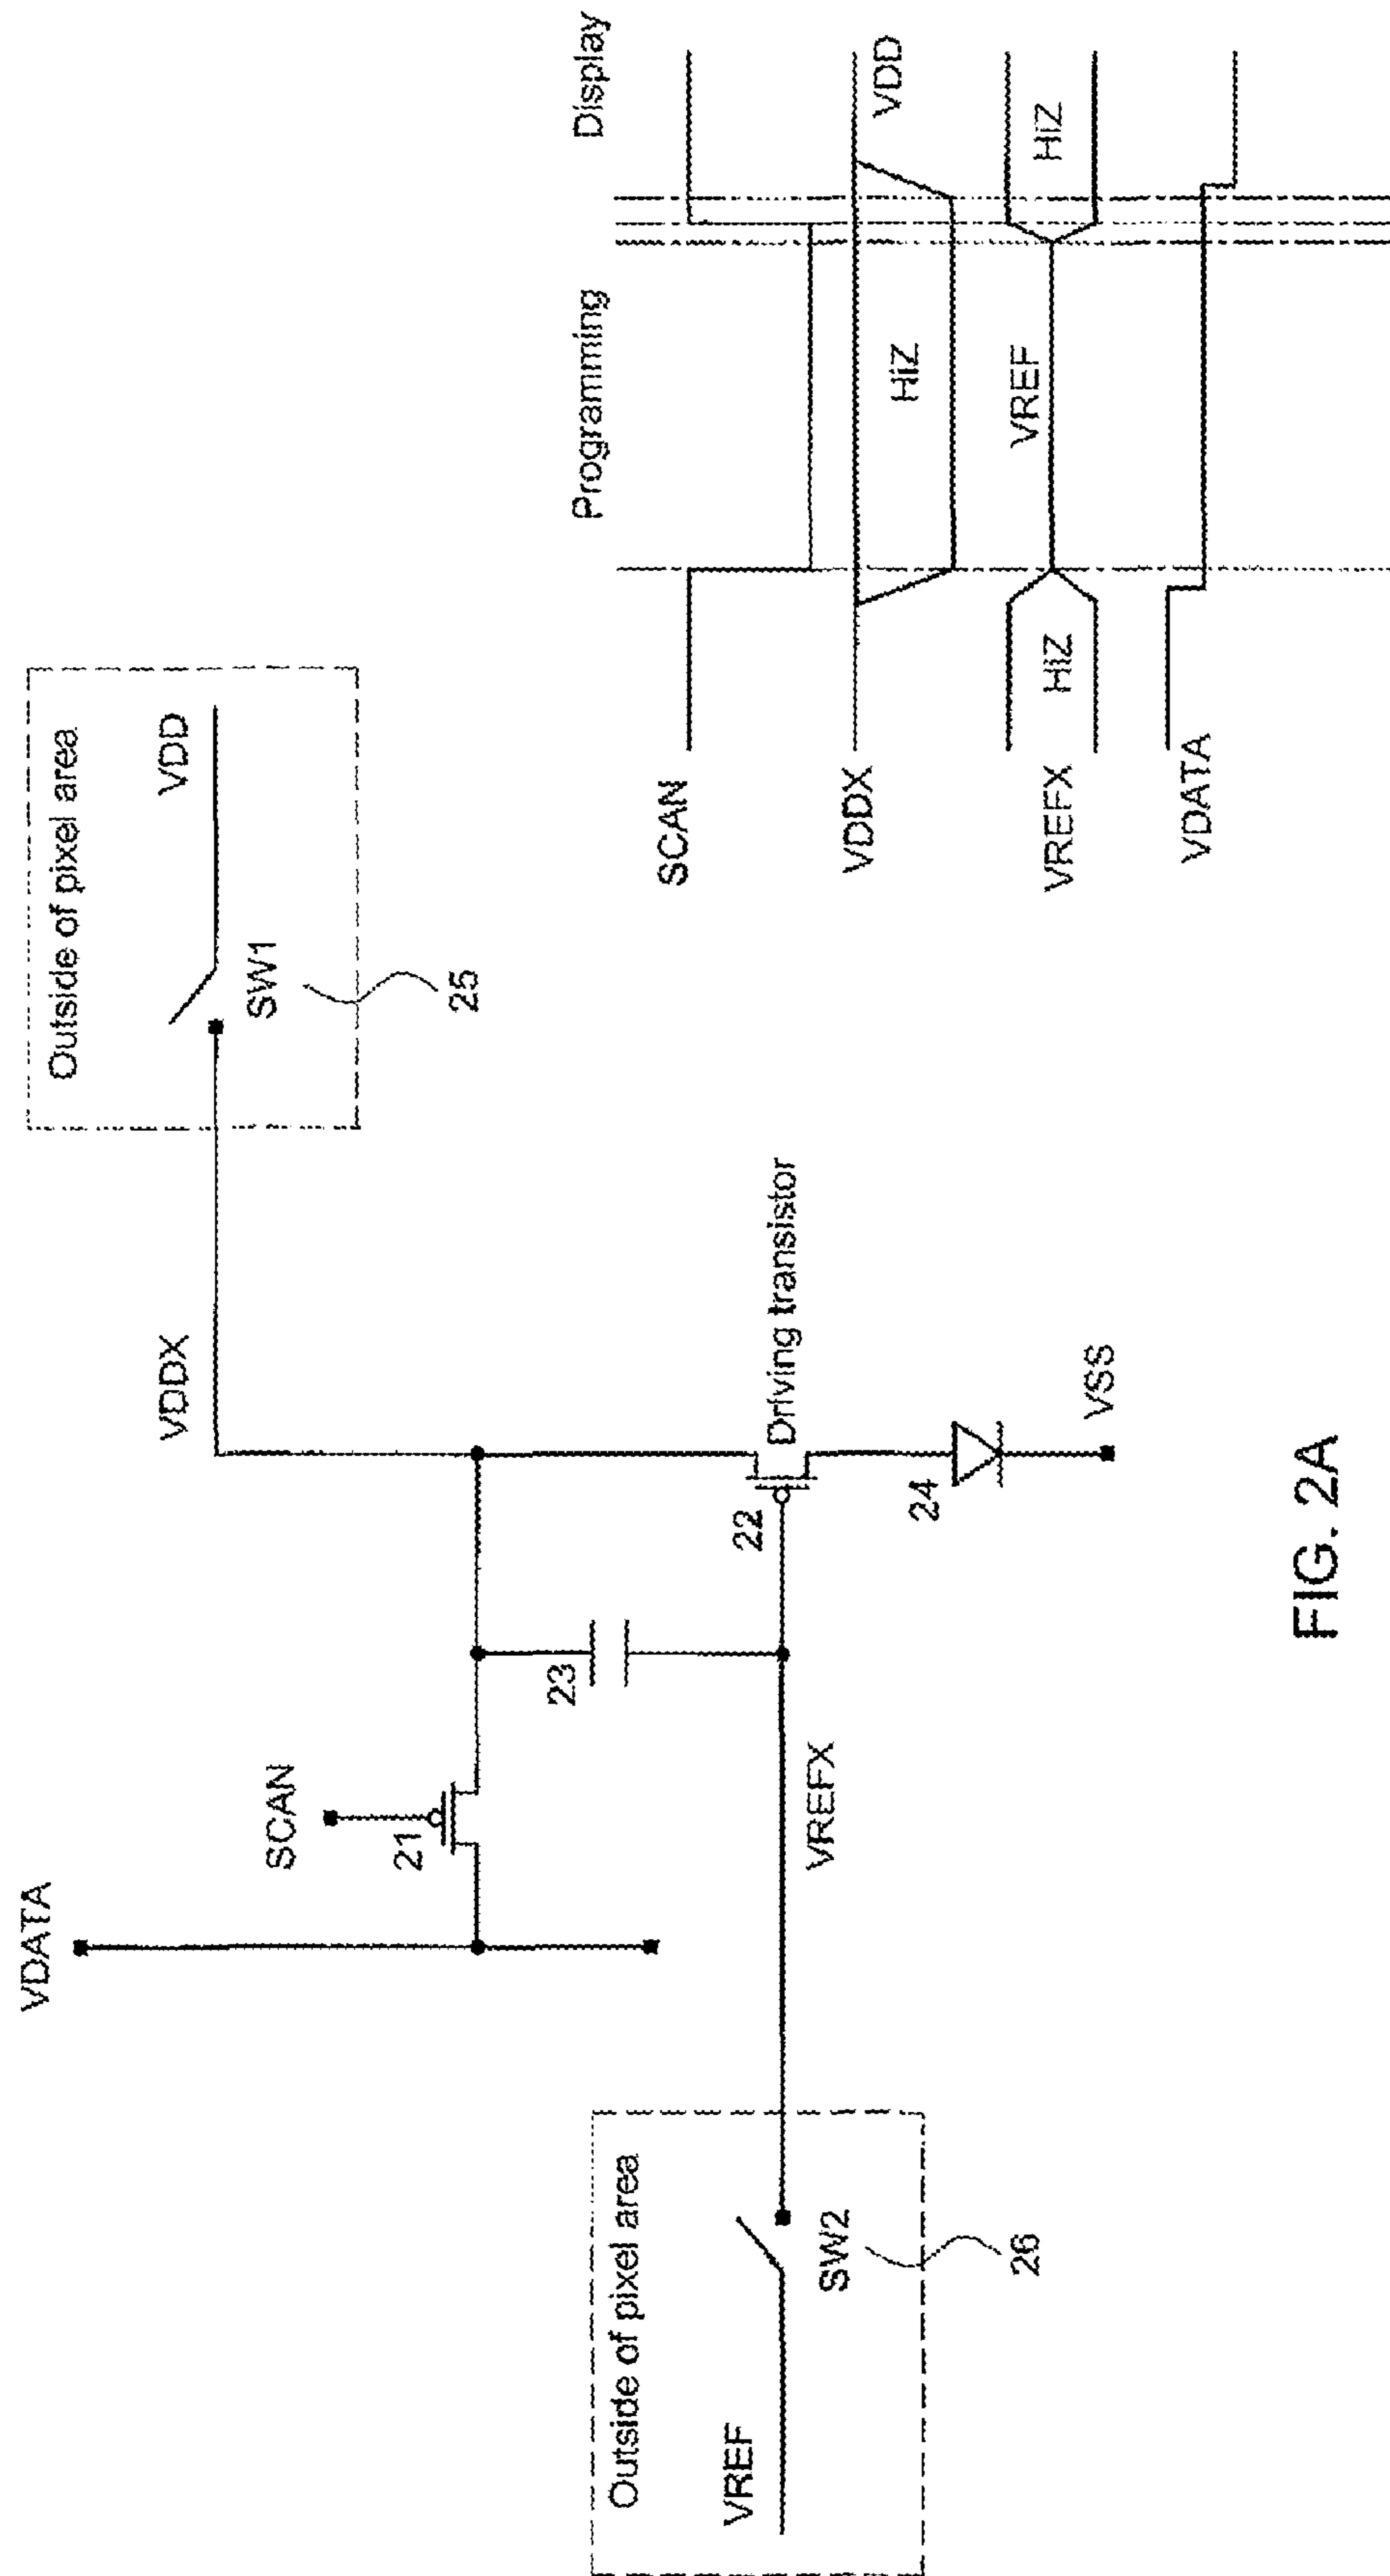 VDATA
SCAN
21
VDDX
Outside of pixel area
VDD
SW1
25
23
22
Driving transistor
24
VSS
VREFX
Outside of pixel area
VREF
SW2
26
Programming
Display
SCAN
VDDX
HiZ
VDD
VREFX
HiZ
VREF
HiZ
VDATA
FIG. 2A